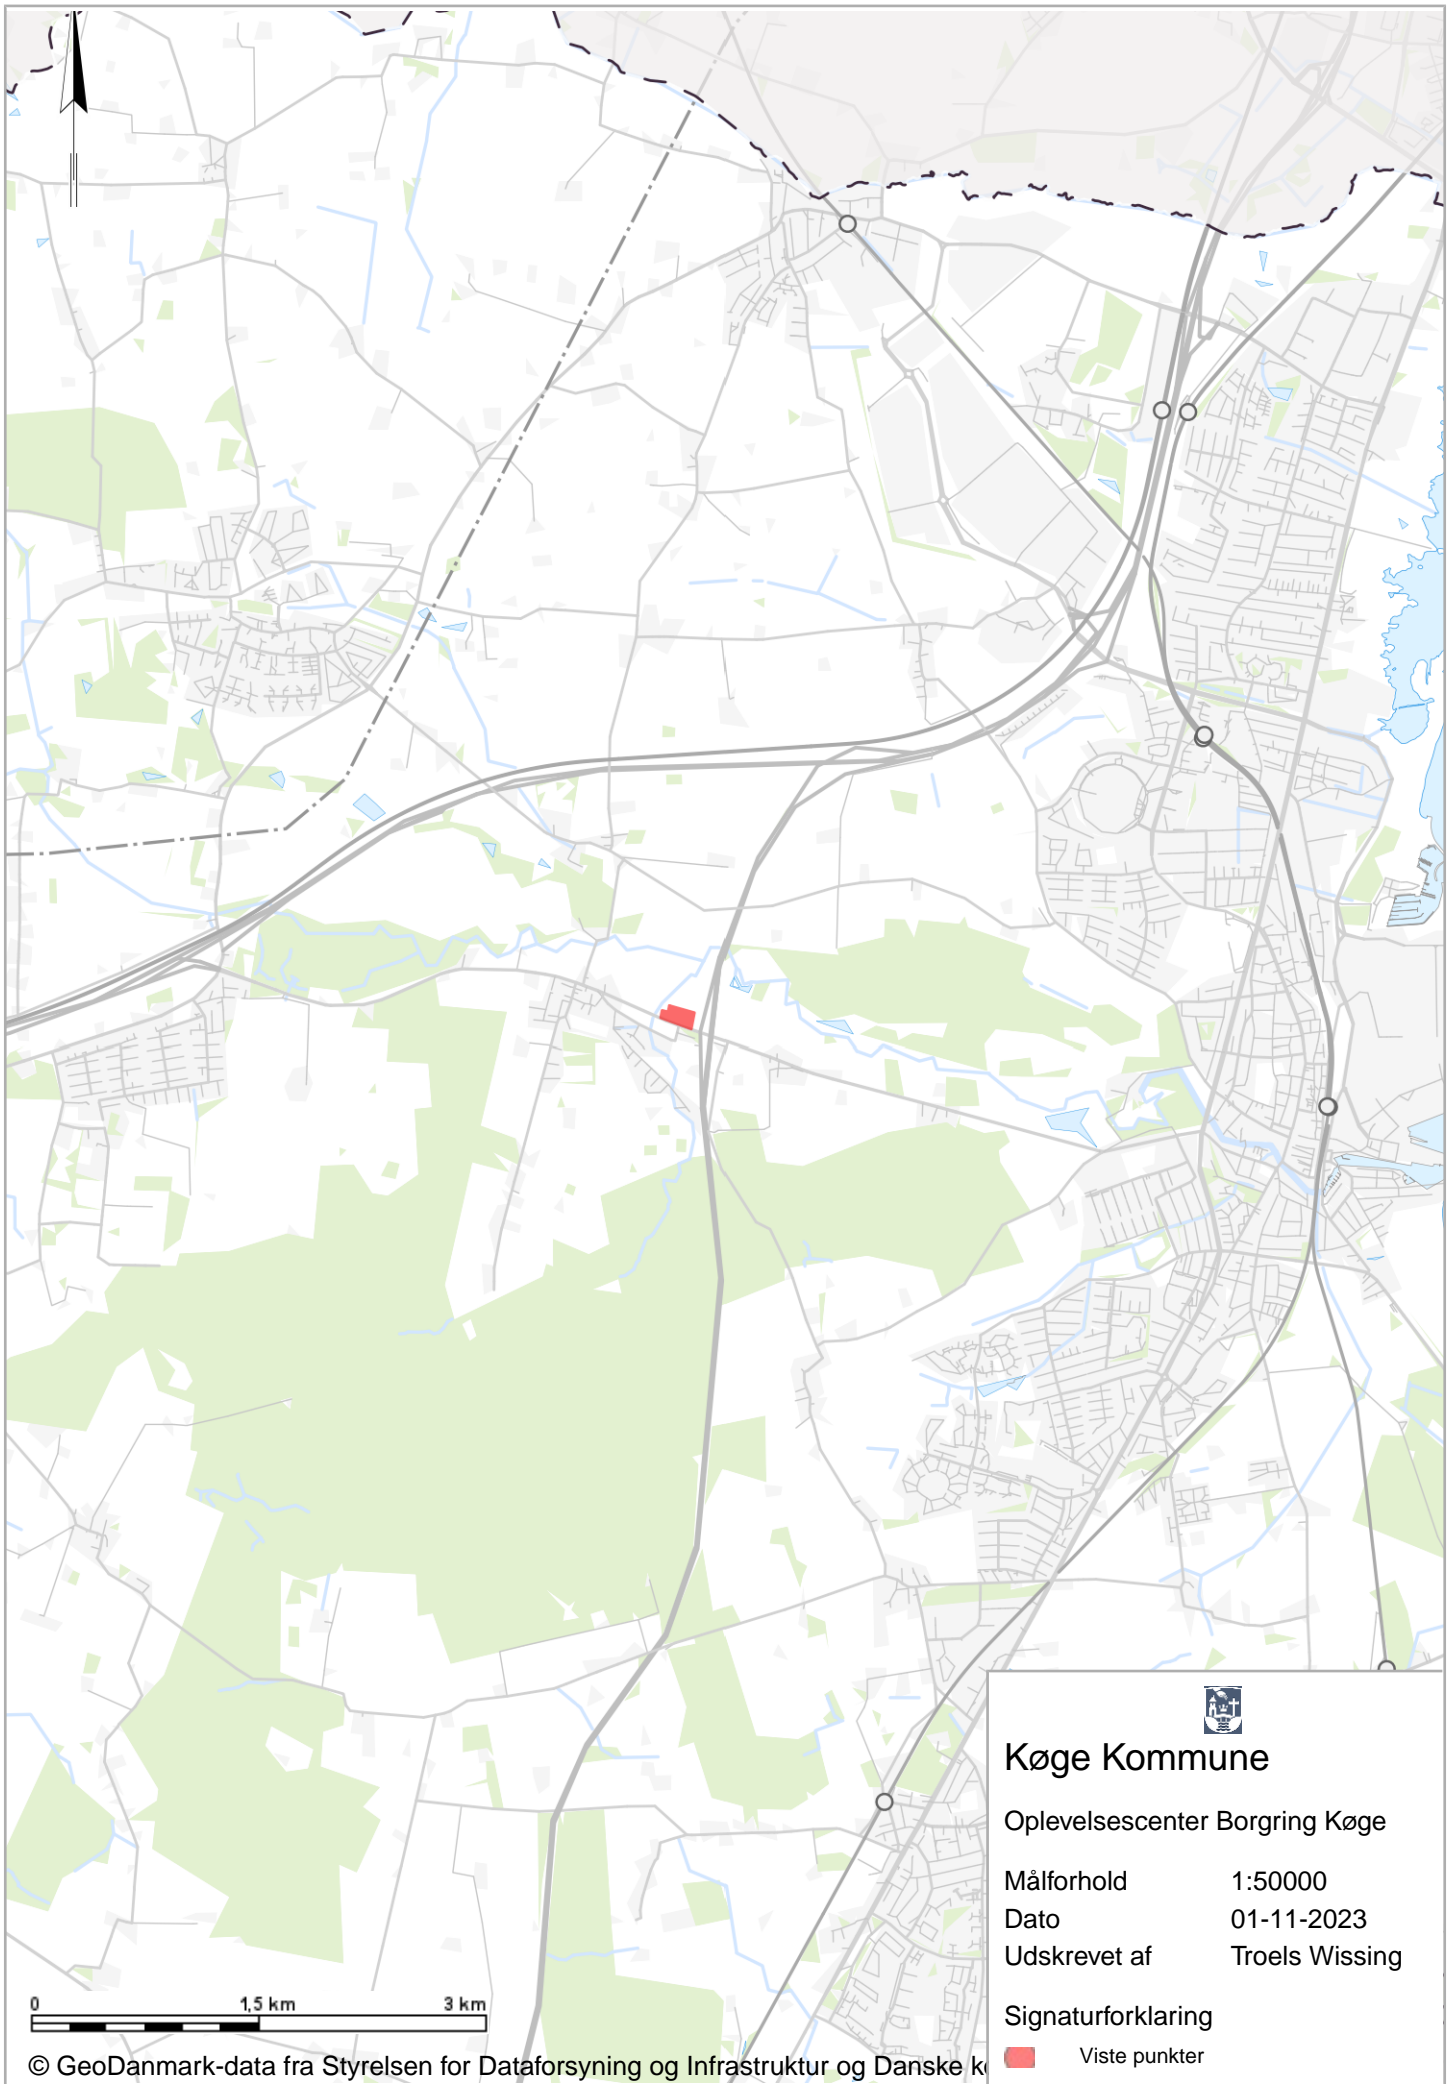 Køge Kommune
Oplevelsescenter Borgring Køge
Målforhold 1:50000
Dato 01-11-2023
Udskrevet af Troels Wissing
Signaturforklaring
Viste punkter
0 1,5 km 3 km
© GeoDanmark-data fra Styrelsen for Dataforsyning og Infrastruktur og Danske